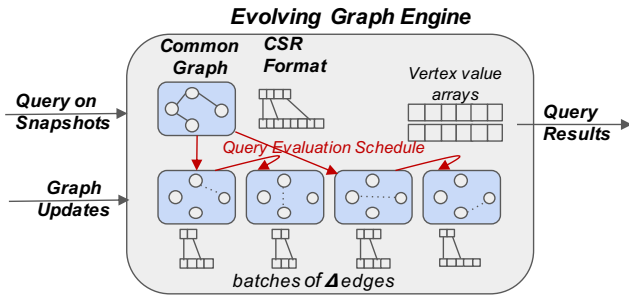 Evolving Graph Engine
Common
Graph
CSR
Format
Vertex value
arrays
Query on
Snapshots
Query
Results
Query Evaluation Schedule
Graph
Updates
batches of Δ edges